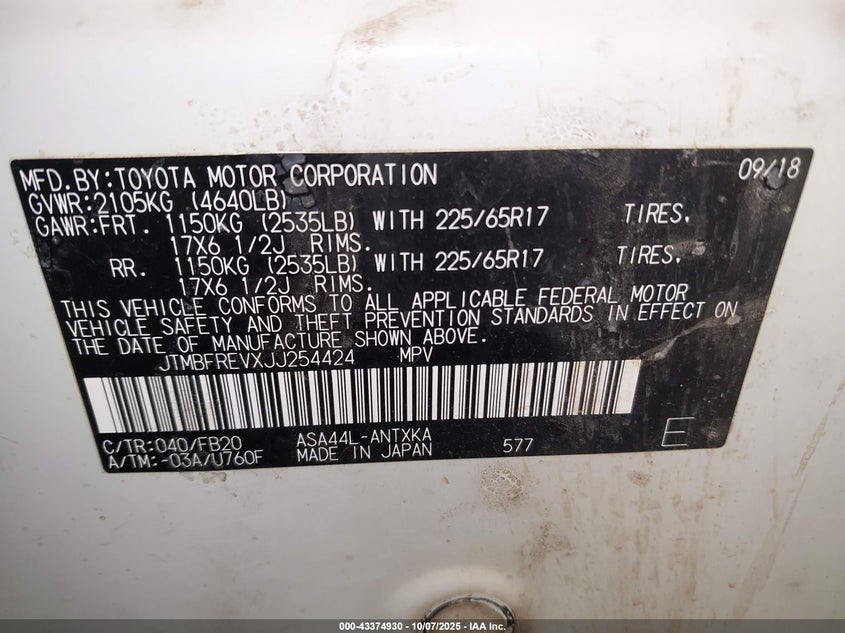 MFD.BY:TOYOTA MOTOR CORPORATION 09/18
GVWR:2105KG (4640LB)
GAWR:FRT. 1150KG (2535LB) WITH 225/65R17 TIRES,
17X6 1/2J RIMS.
RR. 1150KG (2535LB) WITH 225/65R17 TIRES,
17X6 1/2J RIMS.
THIS VEHICLE CONFORMS TO ALL APPLICABLE FEDERAL MOTOR
VEHICLE SAFETY AND THEFT PREVENTION STANDARDS IN EFFECT ON
THE DATE OF MANUFACTURE SHOWN ABOVE.
JTMBFREVXJJ254424 MPV
C/TR:040/FB20 ASA44L-ANTXKA 577 E
A/TM:-03A/U760F MADE IN JAPAN
000-43374930 - 10/07/2025 - IAA Inc.